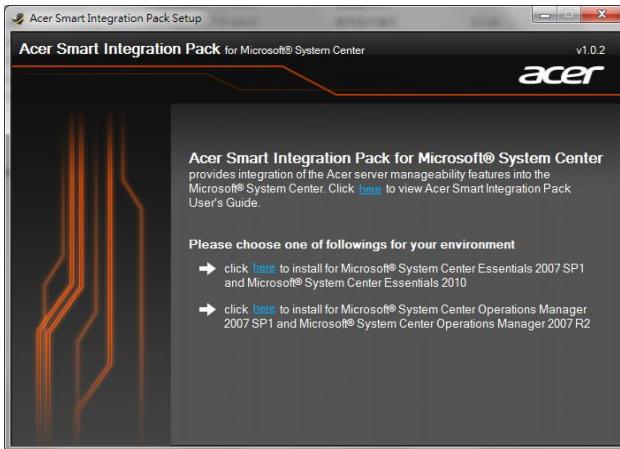 Acer Smart Integration Pack Setup
Acer Smart Integration Pack for Microsoft® System Center v1.0.2
acer
Acer Smart Integration Pack for Microsoft® System Center
provides integration of the Acer server manageability features into the
Microsoft® System Center. Click here to view Acer Smart Integration Pack
User's Guide.
Please choose one of followings for your environment
click here to install for Microsoft® System Center Essentials 2007 SP1
and Microsoft® System Center Essentials 2010
click here to install for Microsoft® System Center Operations Manager
2007 SP1 and Microsoft® System Center Operations Manager 2007 R2